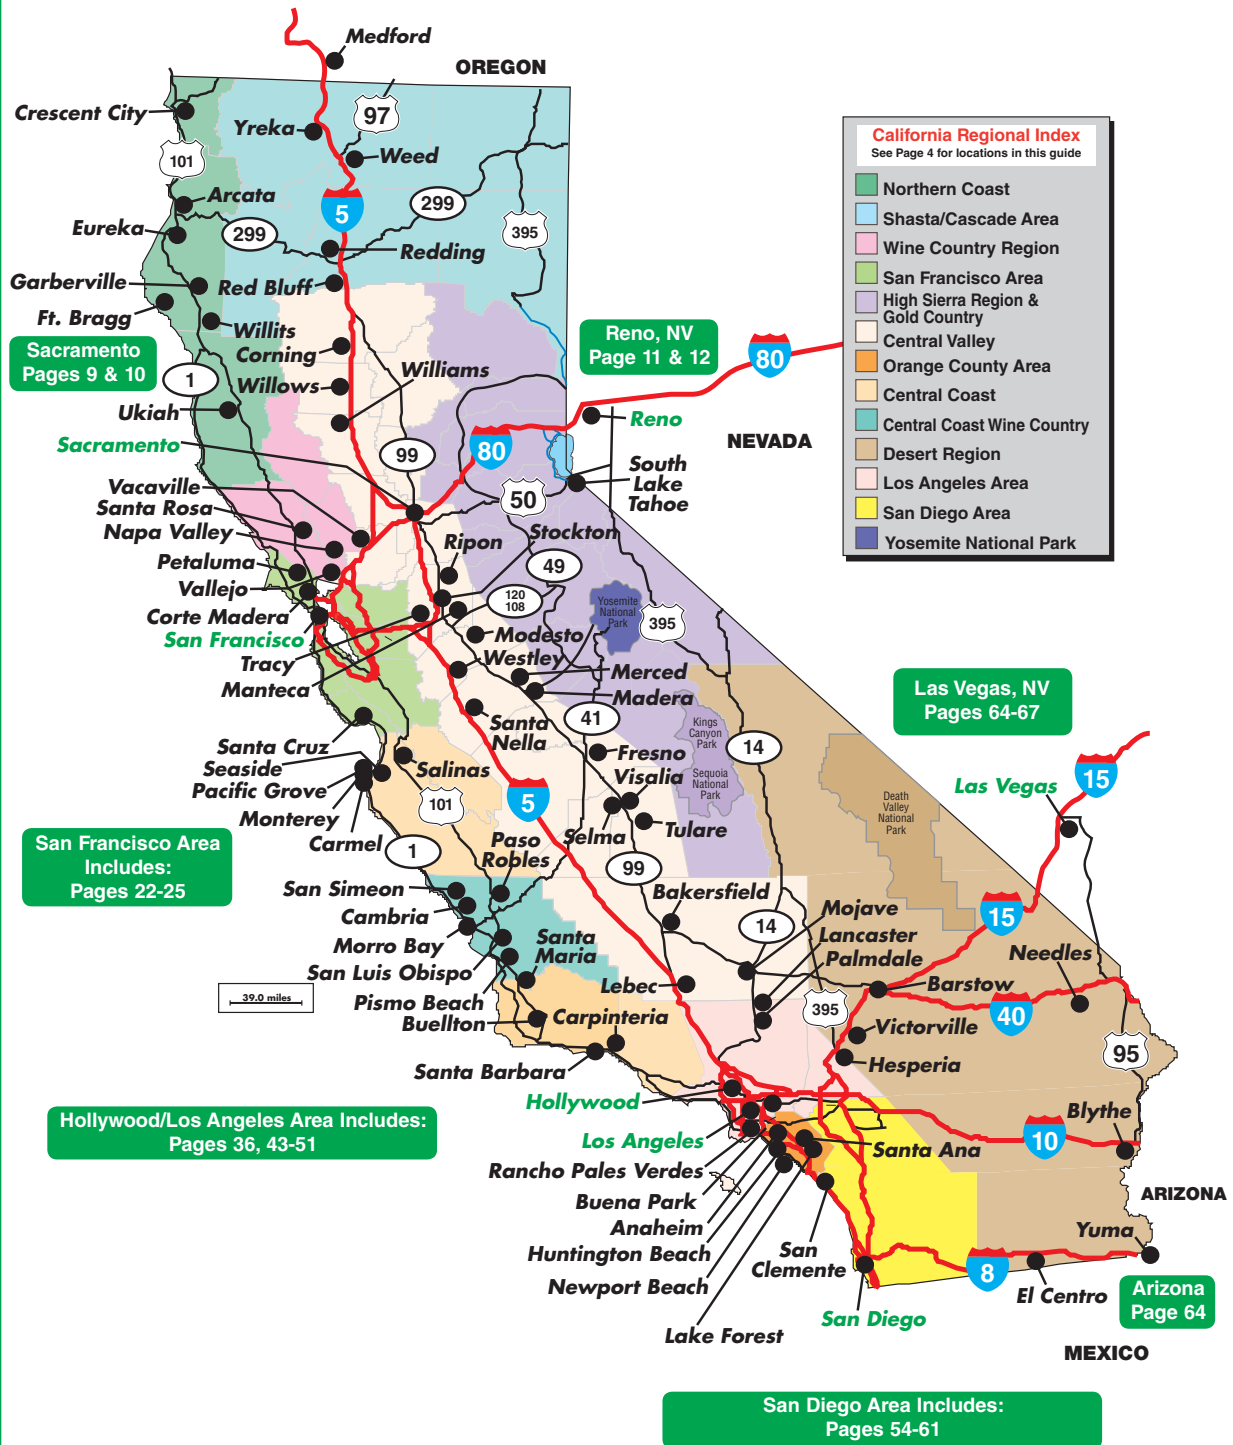 Medford
OREGON
Crescent City
Yreka
97
101
Weed
Arcata
5
299
Eureka
299
395
Redding
Garberville
Red Bluff
Ft. Bragg
Willits
Corning
Sacramento
Pages 9 & 10
1
Willows
Williams
Ukiah
Sacramento
99
Reno, NV
Page 11 & 12
80
Reno
NEVADA
80
South
Lake
Tahoe
50
Vacaville
Santa Rosa
Napa Valley
Petaluma
Vallejo
Corte Madera
San Francisco
Tracy
Manteca
Stockton
Ripon
49
120
108
Yosemite
National
Park
395
Modesto
Westley
Merced
Madera
41
Santa
Nella
Kings
Canyon
Park
14
Santa Cruz
Seaside
Pacific Grove
Monterey
Carmel
Salinas
101
5
Fresno
Visalia
Sequoia
National
Park
Selma
Tulare
1
Paso
Robles
99
Death
Valley
National
Park
California Regional Index
See Page 4 for locations in this guide
Northern Coast
Shasta/Cascade Area
Wine Country Region
San Francisco Area
High Sierra Region &
Gold Country
Central Valley
Orange County Area
Central Coast
Central Coast Wine Country
Desert Region
Los Angeles Area
San Diego Area
Yosemite National Park
Las Vegas, NV
Pages 64-67
15
Las Vegas
San Francisco Area
Includes:
Pages 22-25
San Simeon
Cambria
Morro Bay
San Luis Obispo
Pismo Beach
Buellton
Santa
Maria
Bakersfield
14
Mojave
Lancaster
Palmdale
15
Needles
Lebec
Barstow
39.0 miles
Carpinteria
395
40
Victorville
Hesperia
95
Santa Barbara
Hollywood
Los Angeles
Hollywood/Los Angeles Area Includes:
Pages 36, 43-51
Rancho Pales Verdes
Buena Park
Anaheim
Huntington Beach
Newport Beach
Lake Forest
Santa Ana
10
Blythe
ARIZONA
San
Clemente
San Diego
8
El Centro
Yuma
Arizona
Page 64
MEXICO
San Diego Area Includes:
Pages 54-61